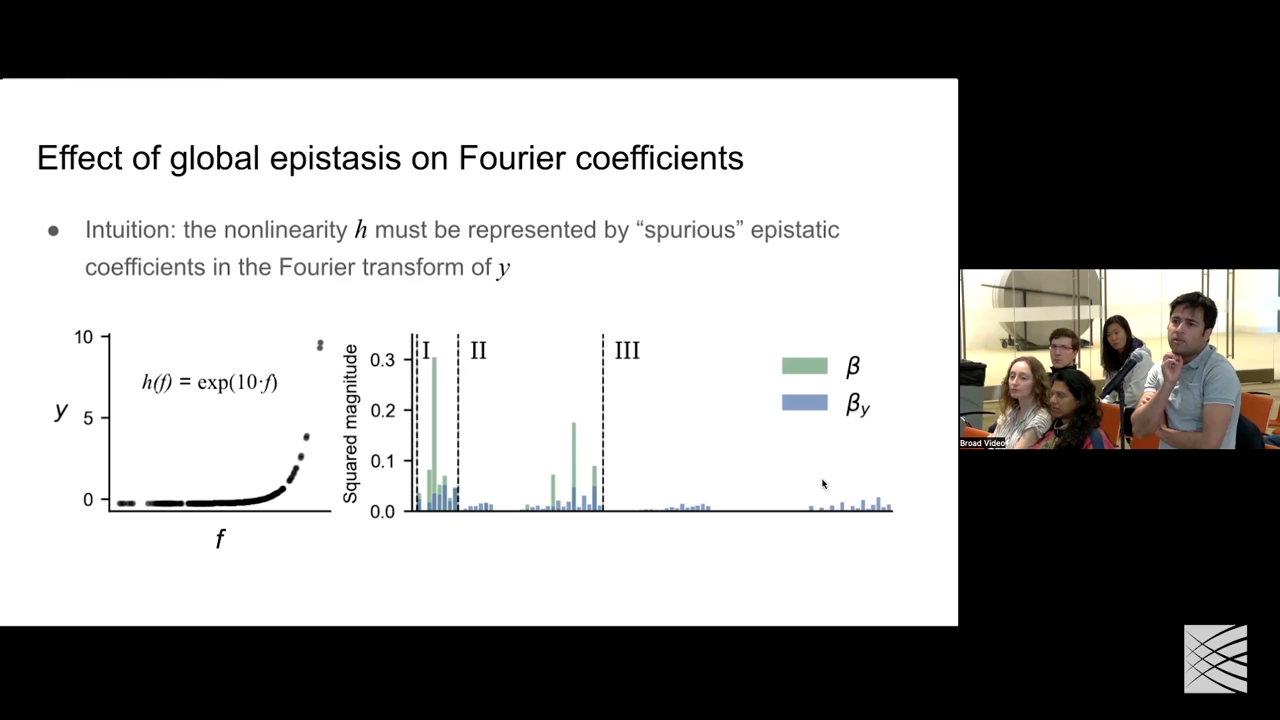 Effect of global epistasis on Fourier coefficients
● Intuition: the nonlinearity h must be represented by “spurious” epistatic
coefficients in the Fourier transform of y
10
5
0
y
h(f) = exp(10·f)
f
Squared magnitude
0.3
0.2
0.1
0.0
I
II
III
β
βy
Broad Video